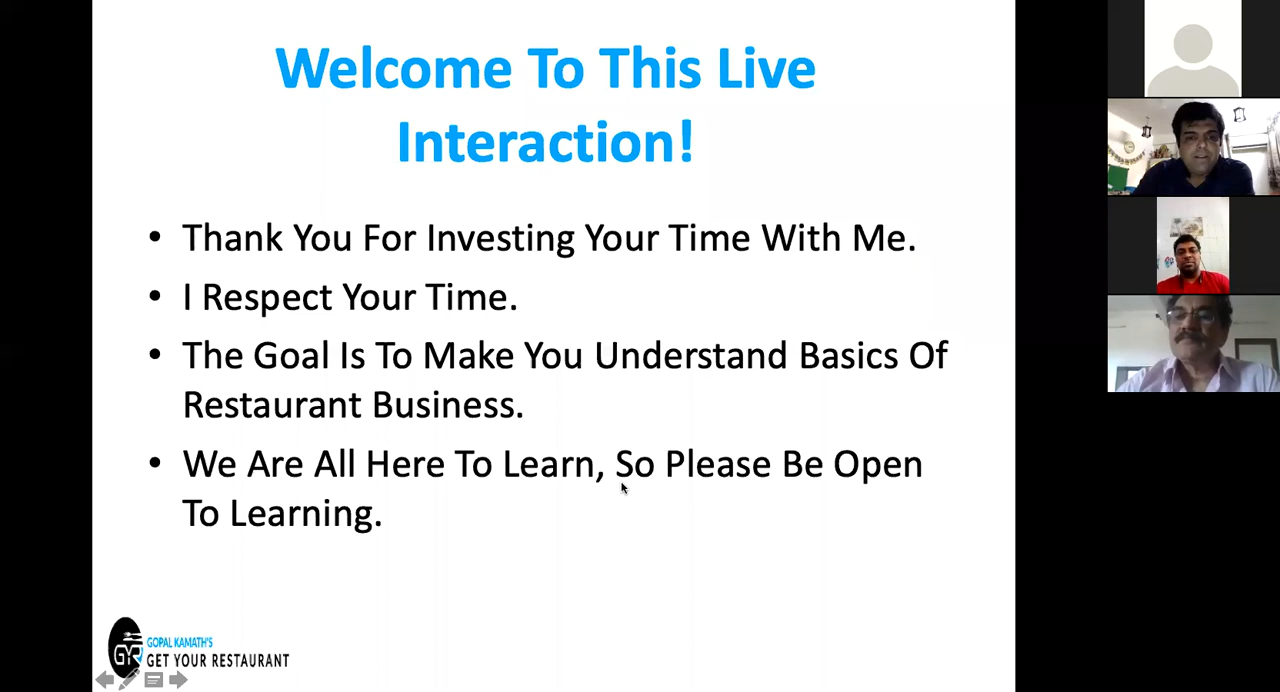 Welcome To This Live
Interaction!
• Thank You For Investing Your Time With Me.
• I Respect Your Time.
• The Goal Is To Make You Understand Basics Of
Restaurant Business.
• We Are All Here To Learn, So Please Be Open
To Learning.
GYR
GOPAL KAMATH'S
GET YOUR RESTAURANT